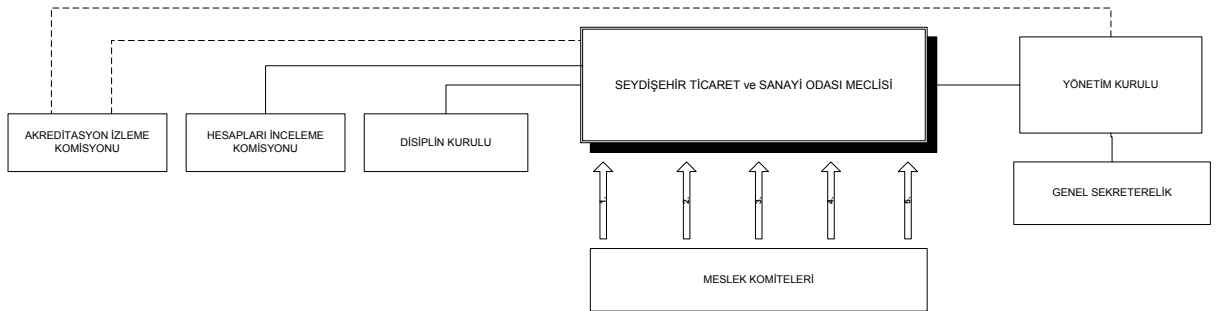 SEYDİŞEHİR TİCARET ve SANAYİ ODASI MECLİSİ
YÖNETİM KURULU
AKREDİTASYON İZLEME
KOMİSYONU
HESAPLARI İNCELEME
KOMİSYONU
DİSİPLİN KURULU
GENEL SEKRETERELİK
1.
2.
3.
4.
5.
MESLEK KOMİTELERİ